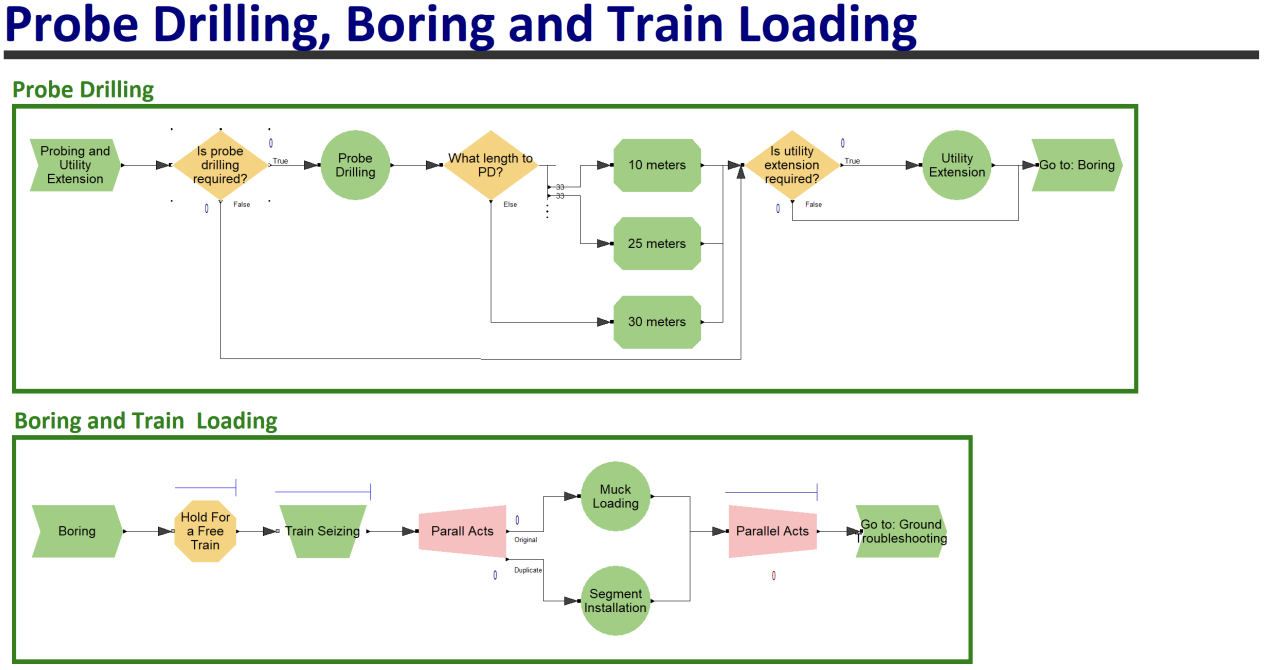 Probe Drilling, Boring and Train Loading
Probe Drilling
Probing and
Utility
Extension
Is probe
drilling
required?
0
True
0
False
Probe
Drilling
What length to
PD?
33
33
Else
10 meters
25 meters
30 meters
Is utility
extension
required?
0
True
0
False
Utility
Extension
Go to: Boring
Boring and Train  Loading
Boring
Hold For
a Free
Train
Train Seizing
Parall Acts
0
Original
0
Duplicate
Muck
Loading
Segment
Installation
Parallel Acts
0
Go to: Ground
Troubleshooting